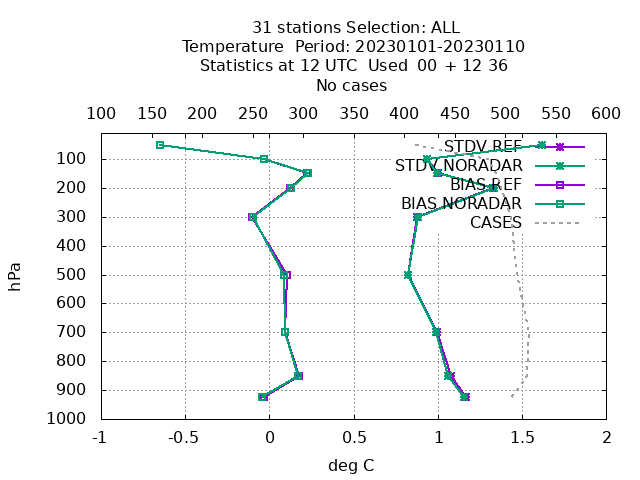 31 stations Selection: ALL
Temperature  Period: 20230101-20230110
Statistics at 12 UTC  Used  00 + 12 36
No cases
100 150 200 250 300 350 400 450 500 550 600
STDV REF
STDV NORADAR
BIAS REF
BIAS NORADAR
CASES
100
200
300
400
500
600
700
800
900
1000
hPa
-1 -0.5 0 0.5 1 1.5 2
deg C